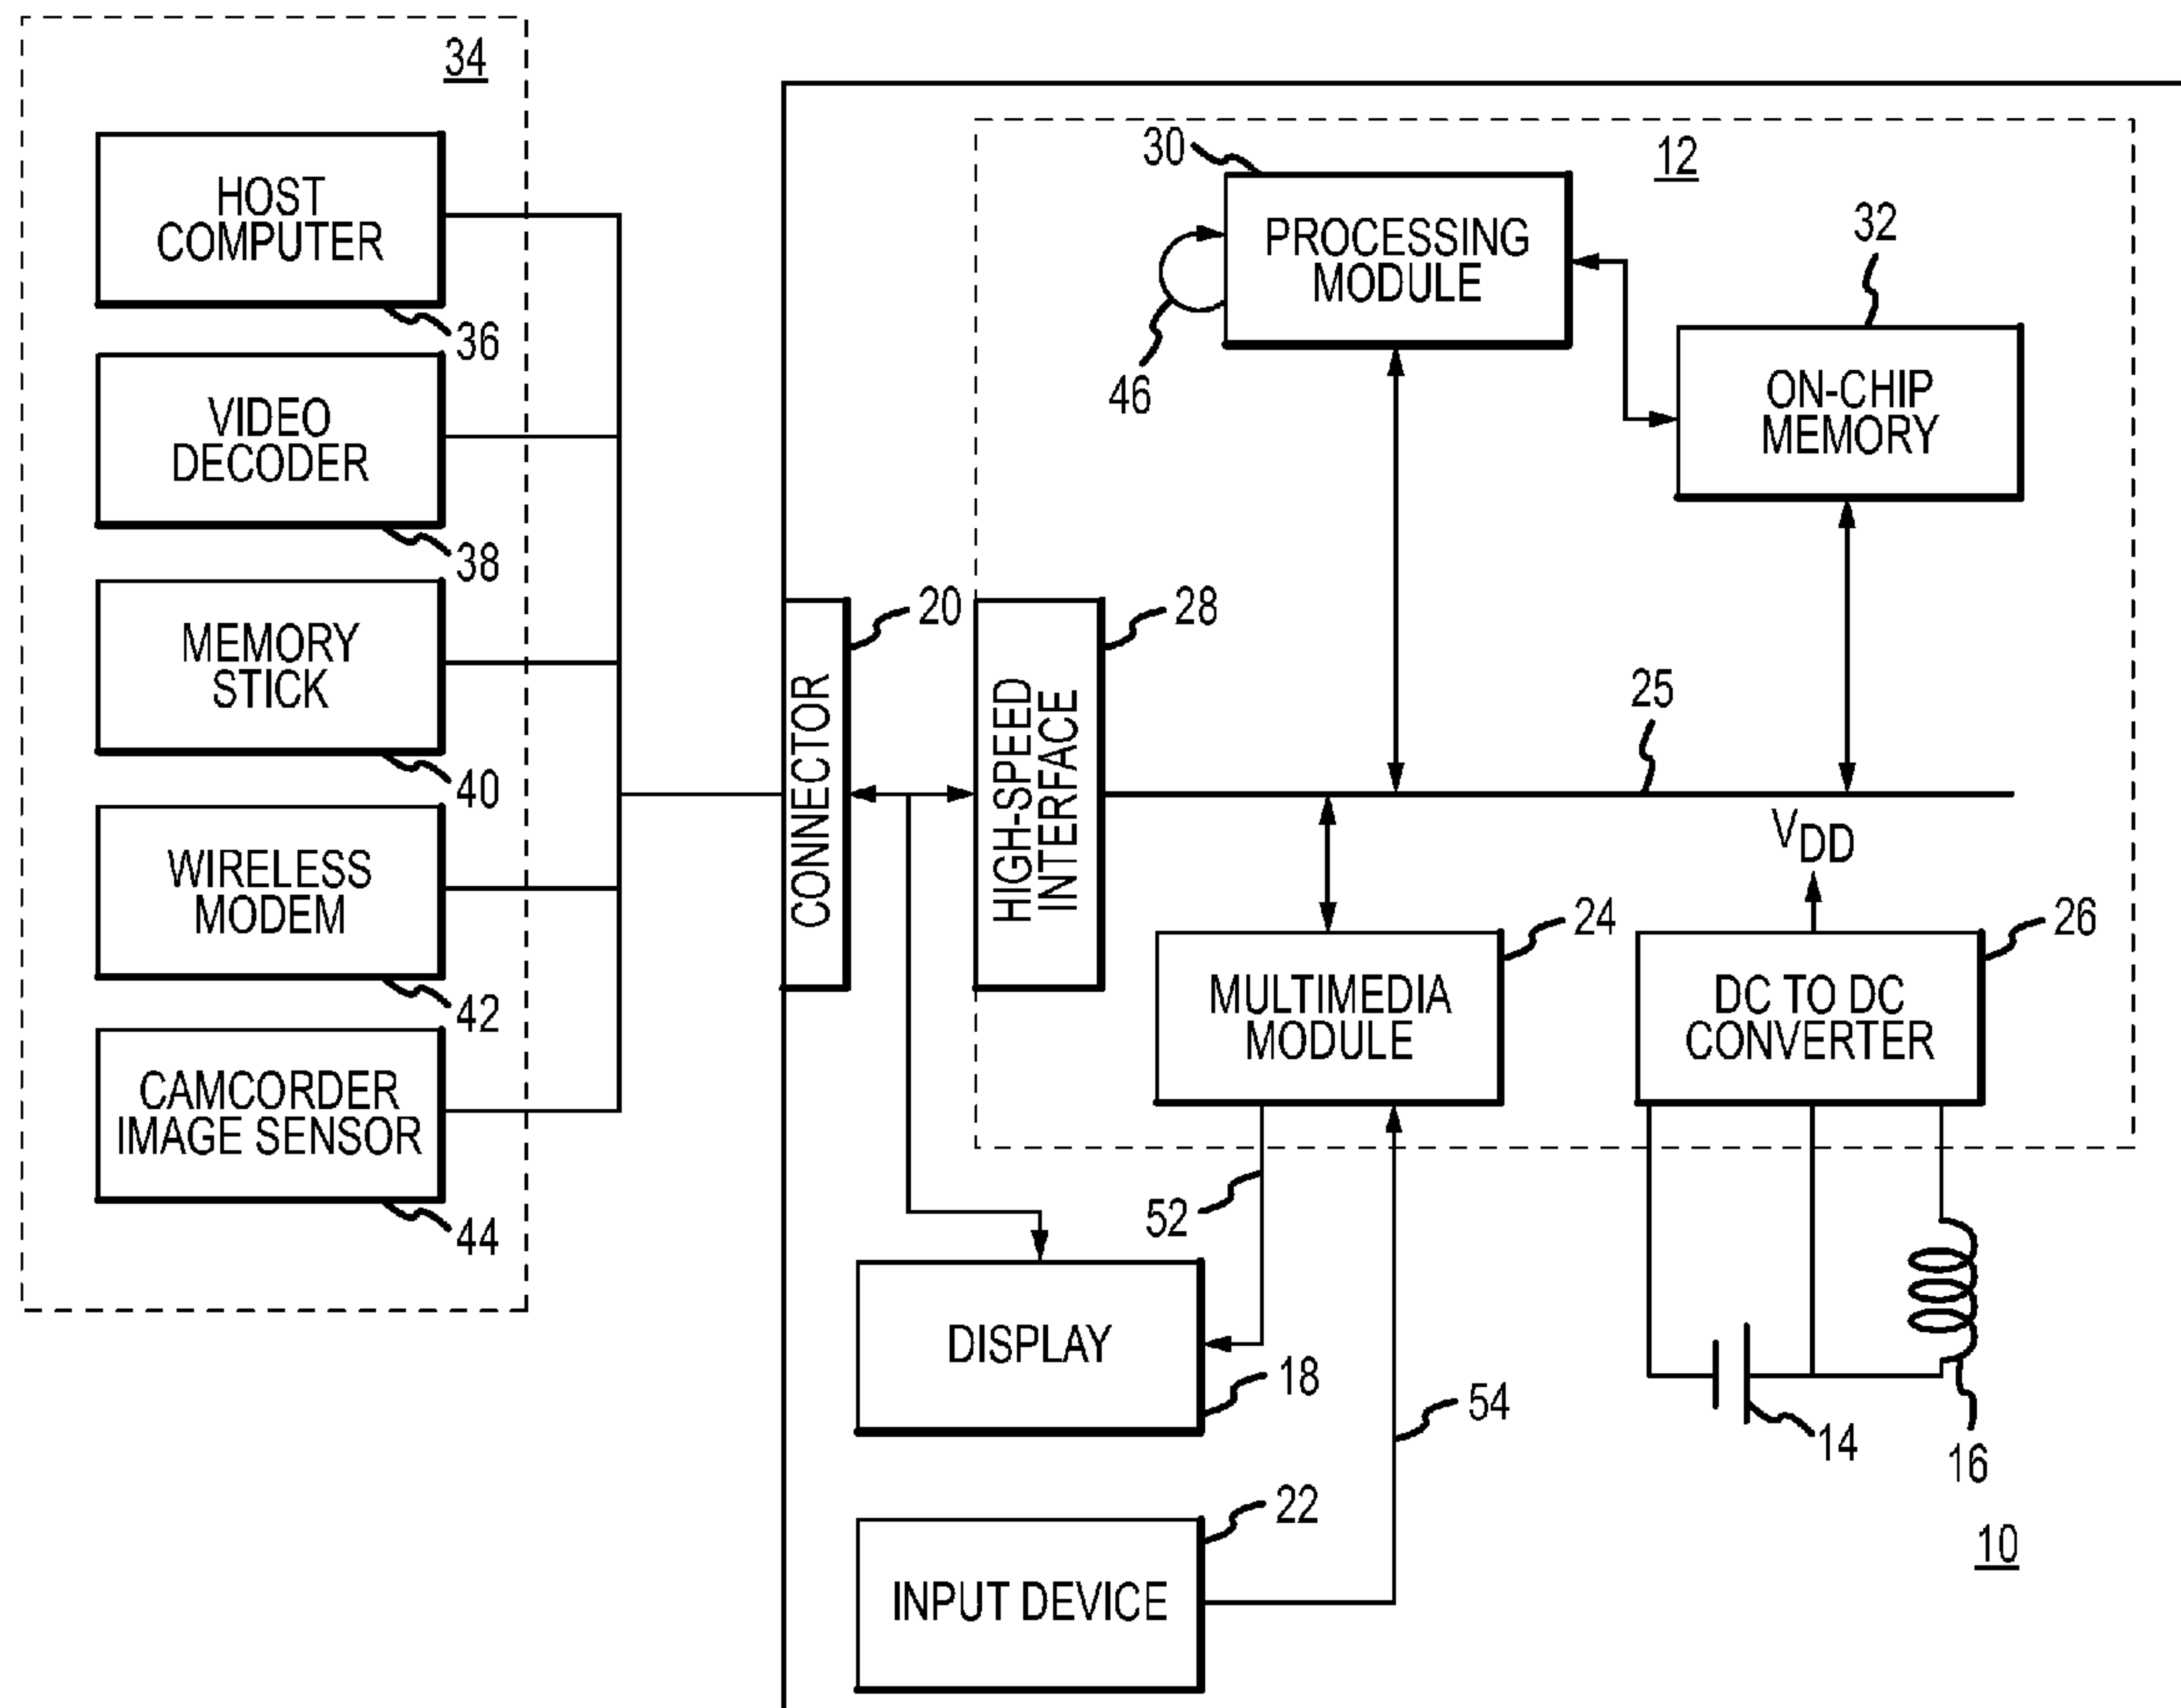 34
HOST
COMPUTER
36
VIDEO
DECODER
38
MEMORY
STICK
40
WIRELESS
MODEM
42
CAMCORDER
IMAGE SENSOR
44
12
30
PROCESSING
MODULE
46
32
ON-CHIP
MEMORY
20
CONNECTOR
28
HIGH-SPEED
INTERFACE
25
VDD
24
MULTIMEDIA
MODULE
26
DC TO DC
CONVERTER
52
DISPLAY
18
54
14
16
22
INPUT DEVICE
10